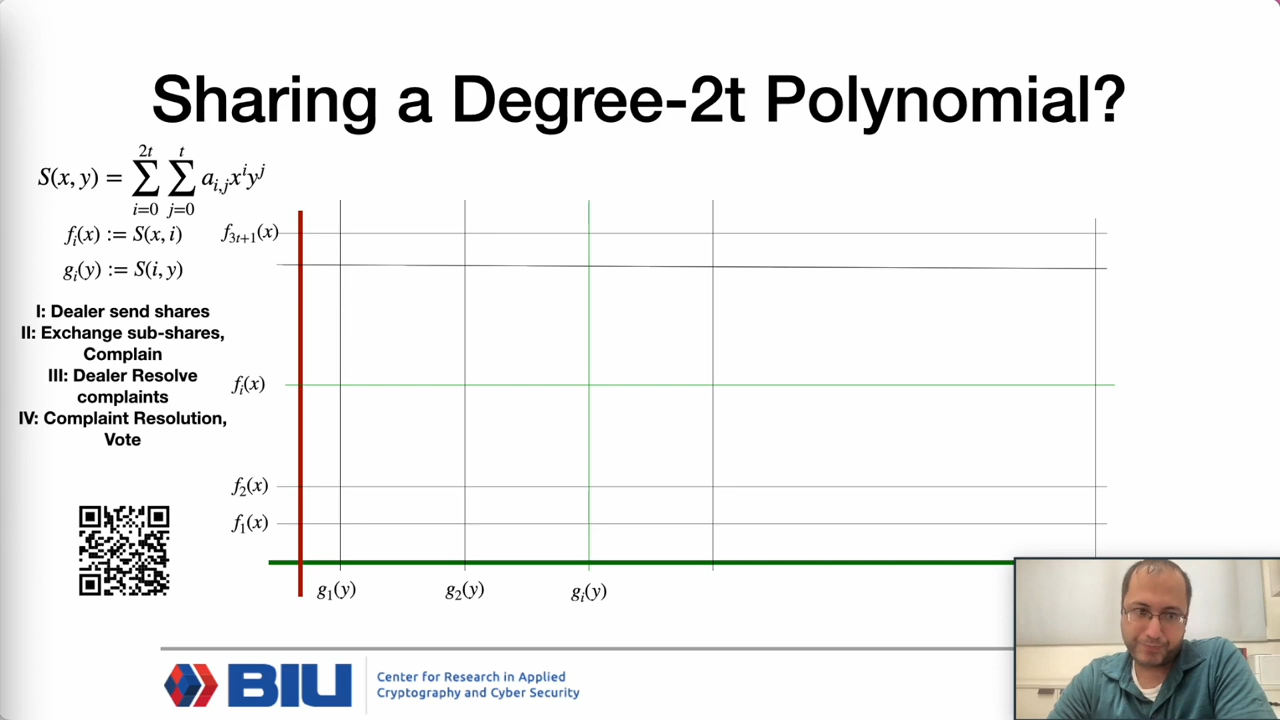 Sharing a Degree-2t Polynomial?
S(x, y) = \sum_{i=0}^{2t} \sum_{j=0}^{t} a_{i,j} x^i y^j
f_i(x) := S(x, i)
g_i(y) := S(i, y)
I: Dealer send shares
II: Exchange sub-shares,
Complain
III: Dealer Resolve
complaints
IV: Complaint Resolution,
Vote
f_{3t+1}(x)
f_i(x)
f_2(x)
f_1(x)
g_1(y) g_2(y) g_i(y)
BIU
Center for Research in Applied
Cryptography and Cyber Security